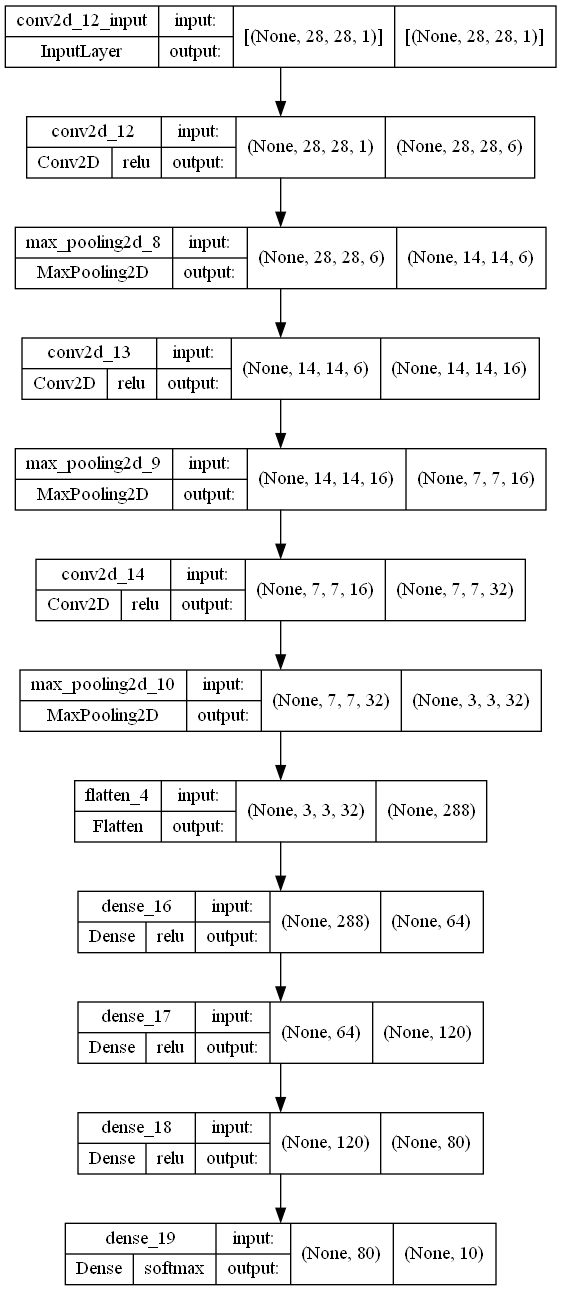 conv2d_12_input input: [(None, 28, 28, 1)] [(None, 28, 28, 1)]
InputLayer output:
conv2d_12 input: (None, 28, 28, 1) (None, 28, 28, 6)
Conv2D relu output:
max_pooling2d_8 input: (None, 28, 28, 6) (None, 14, 14, 6)
MaxPooling2D output:
conv2d_13 input: (None, 14, 14, 6) (None, 14, 14, 16)
Conv2D relu output:
max_pooling2d_9 input: (None, 14, 14, 16) (None, 7, 7, 16)
MaxPooling2D output:
conv2d_14 input: (None, 7, 7, 16) (None, 7, 7, 32)
Conv2D relu output:
max_pooling2d_10 input: (None, 7, 7, 32) (None, 3, 3, 32)
MaxPooling2D output:
flatten_4 input: (None, 3, 3, 32) (None, 288)
Flatten output:
dense_16 input: (None, 288) (None, 64)
Dense relu output:
dense_17 input: (None, 64) (None, 120)
Dense relu output:
dense_18 input: (None, 120) (None, 80)
Dense relu output:
dense_19 input: (None, 80) (None, 10)
Dense softmax output: